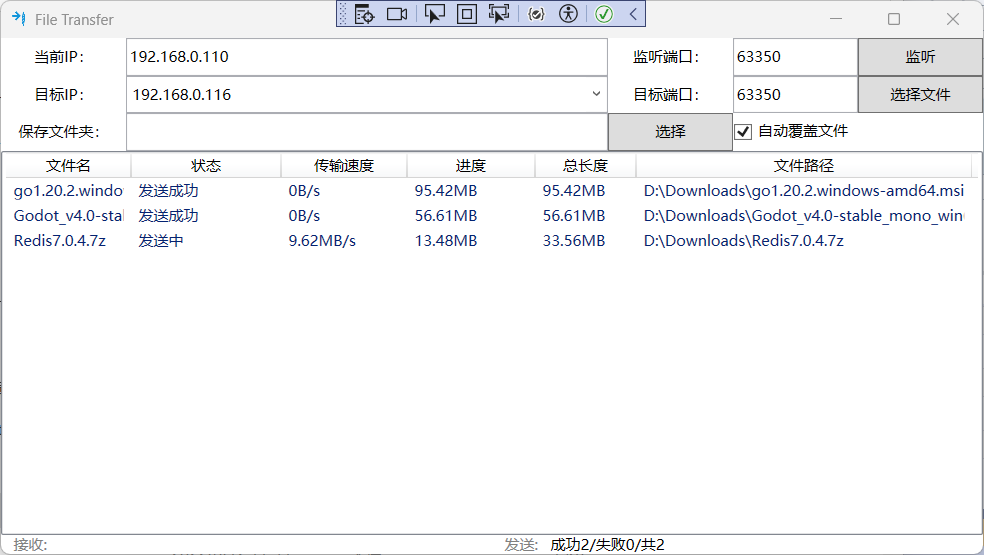 File Transfer
当前IP： 192.168.0.110 监听端口： 63350 监听
目标IP： 192.168.0.116 目标端口： 63350 选择文件
保存文件夹： 选择 自动覆盖文件
文件名 状态 传输速度 进度 总长度 文件路径
go1.20.2.windo 发送成功 0B/s 95.42MB 95.42MB D:\Downloads\go1.20.2.windows-amd64.msi
Godot_v4.0-stal 发送成功 0B/s 56.61MB 56.61MB D:\Downloads\Godot_v4.0-stable_mono_win
Redis7.0.4.7z 发送中 9.62MB/s 13.48MB 33.56MB D:\Downloads\Redis7.0.4.7z
接收: 发送: 成功2/失败0/共2